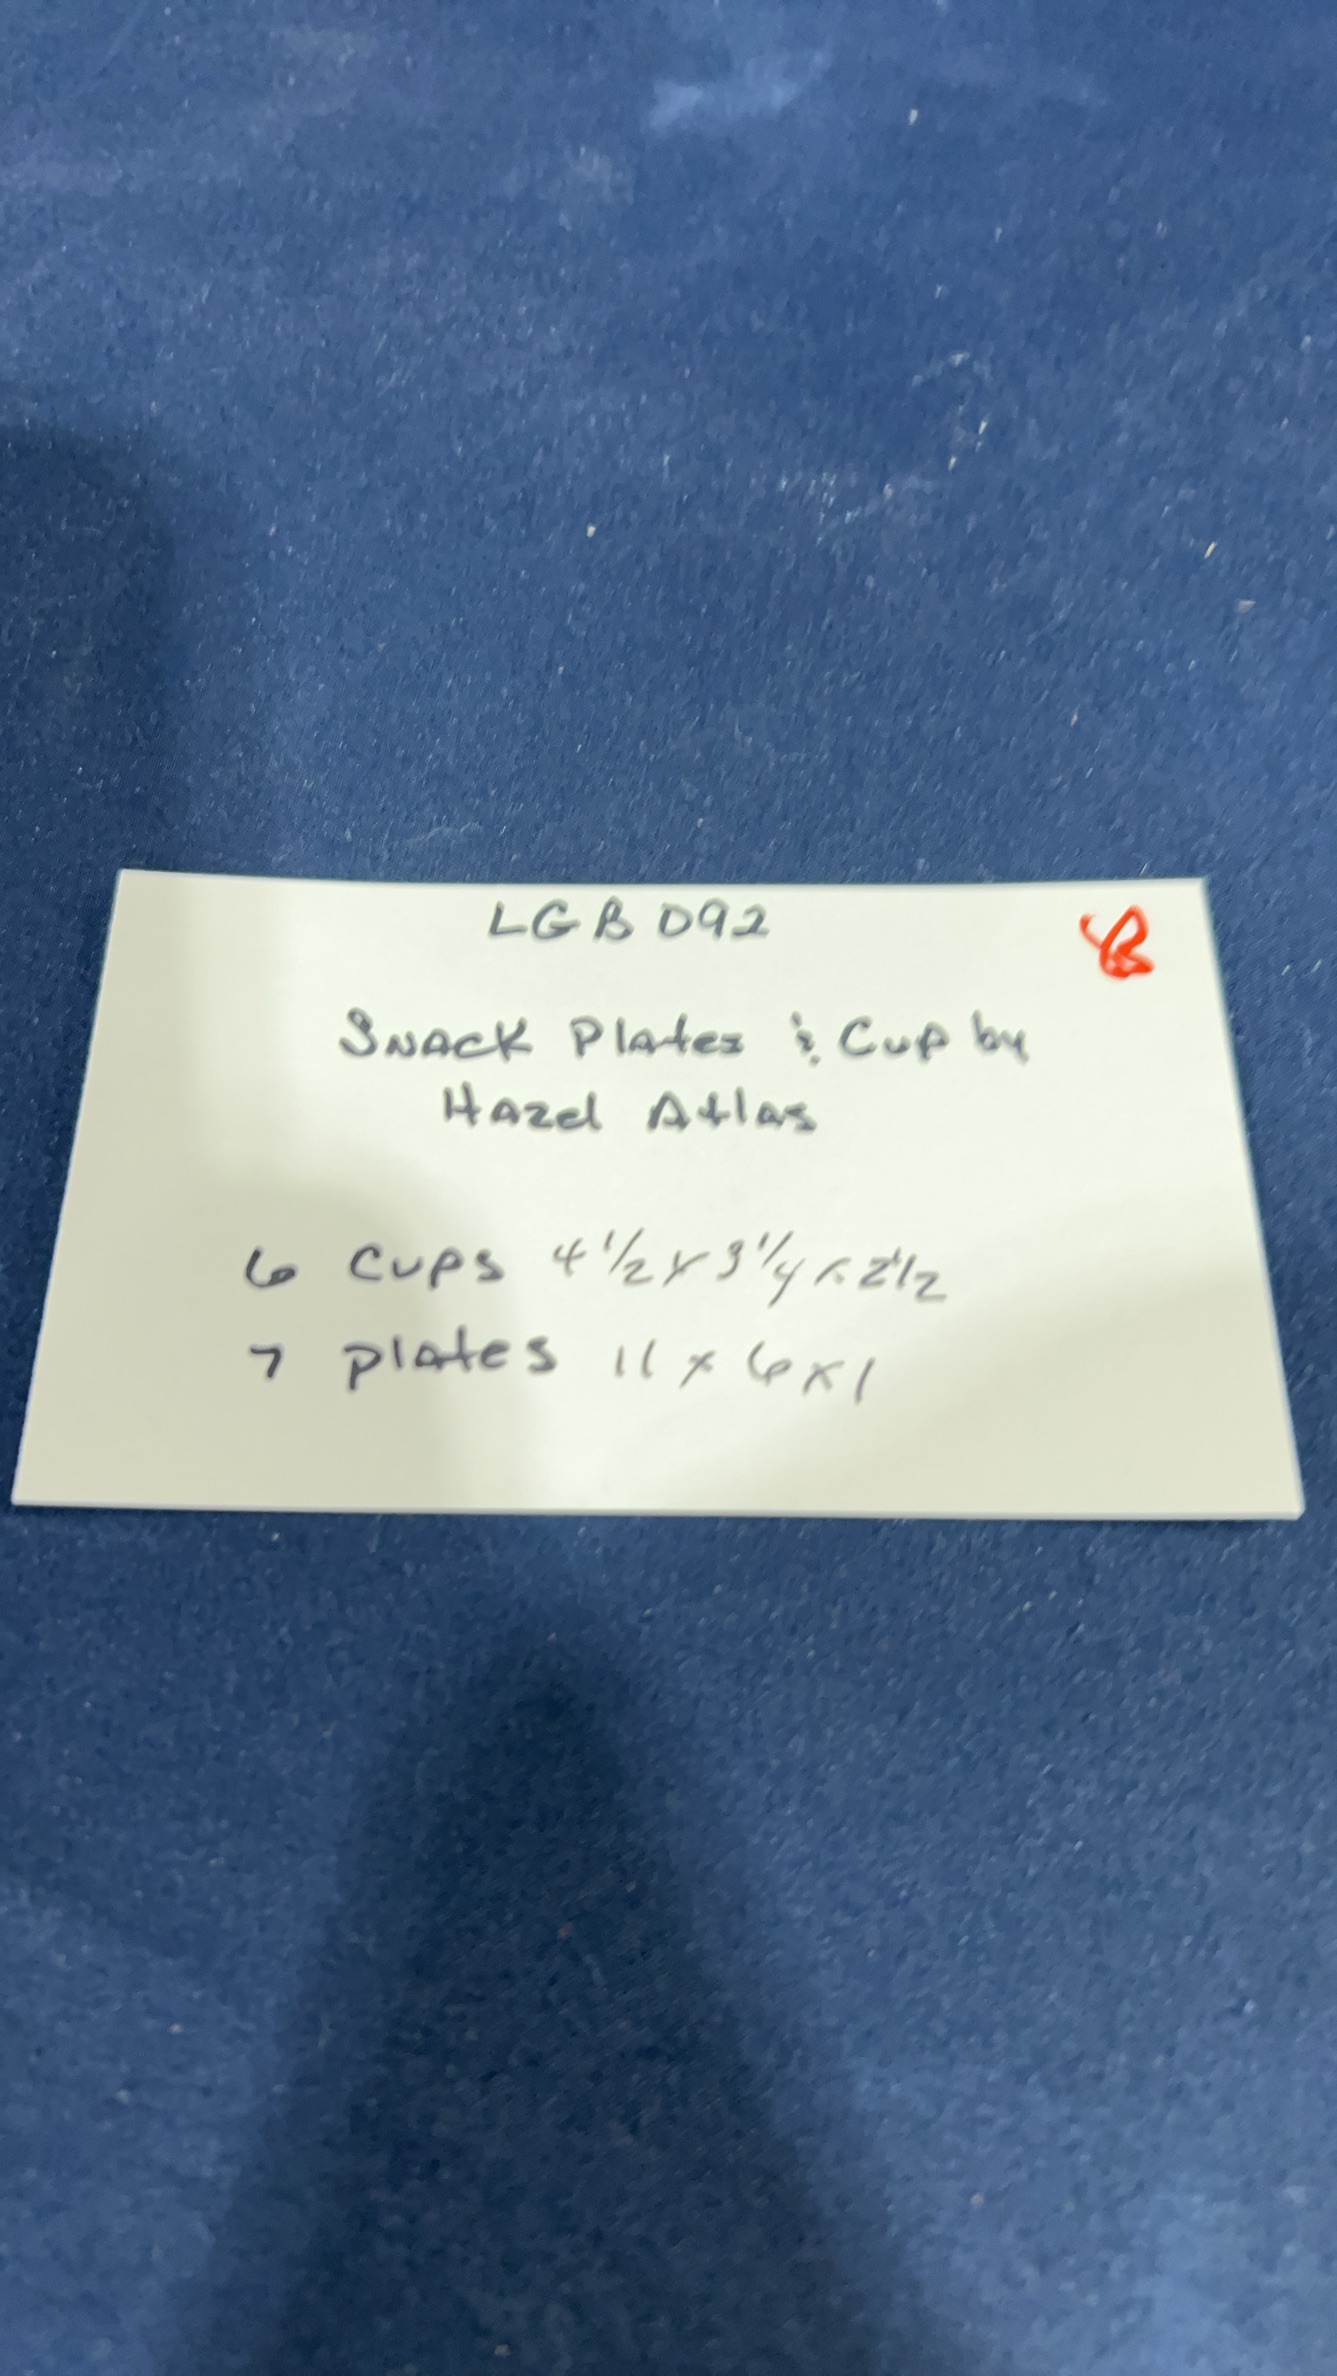 LGB 092
Snack Plates & Cup by
Hazel Atlas
6 Cups 4 1/2 x 3 1/4 x 2 1/2
7 plates 11 x 6 x 1